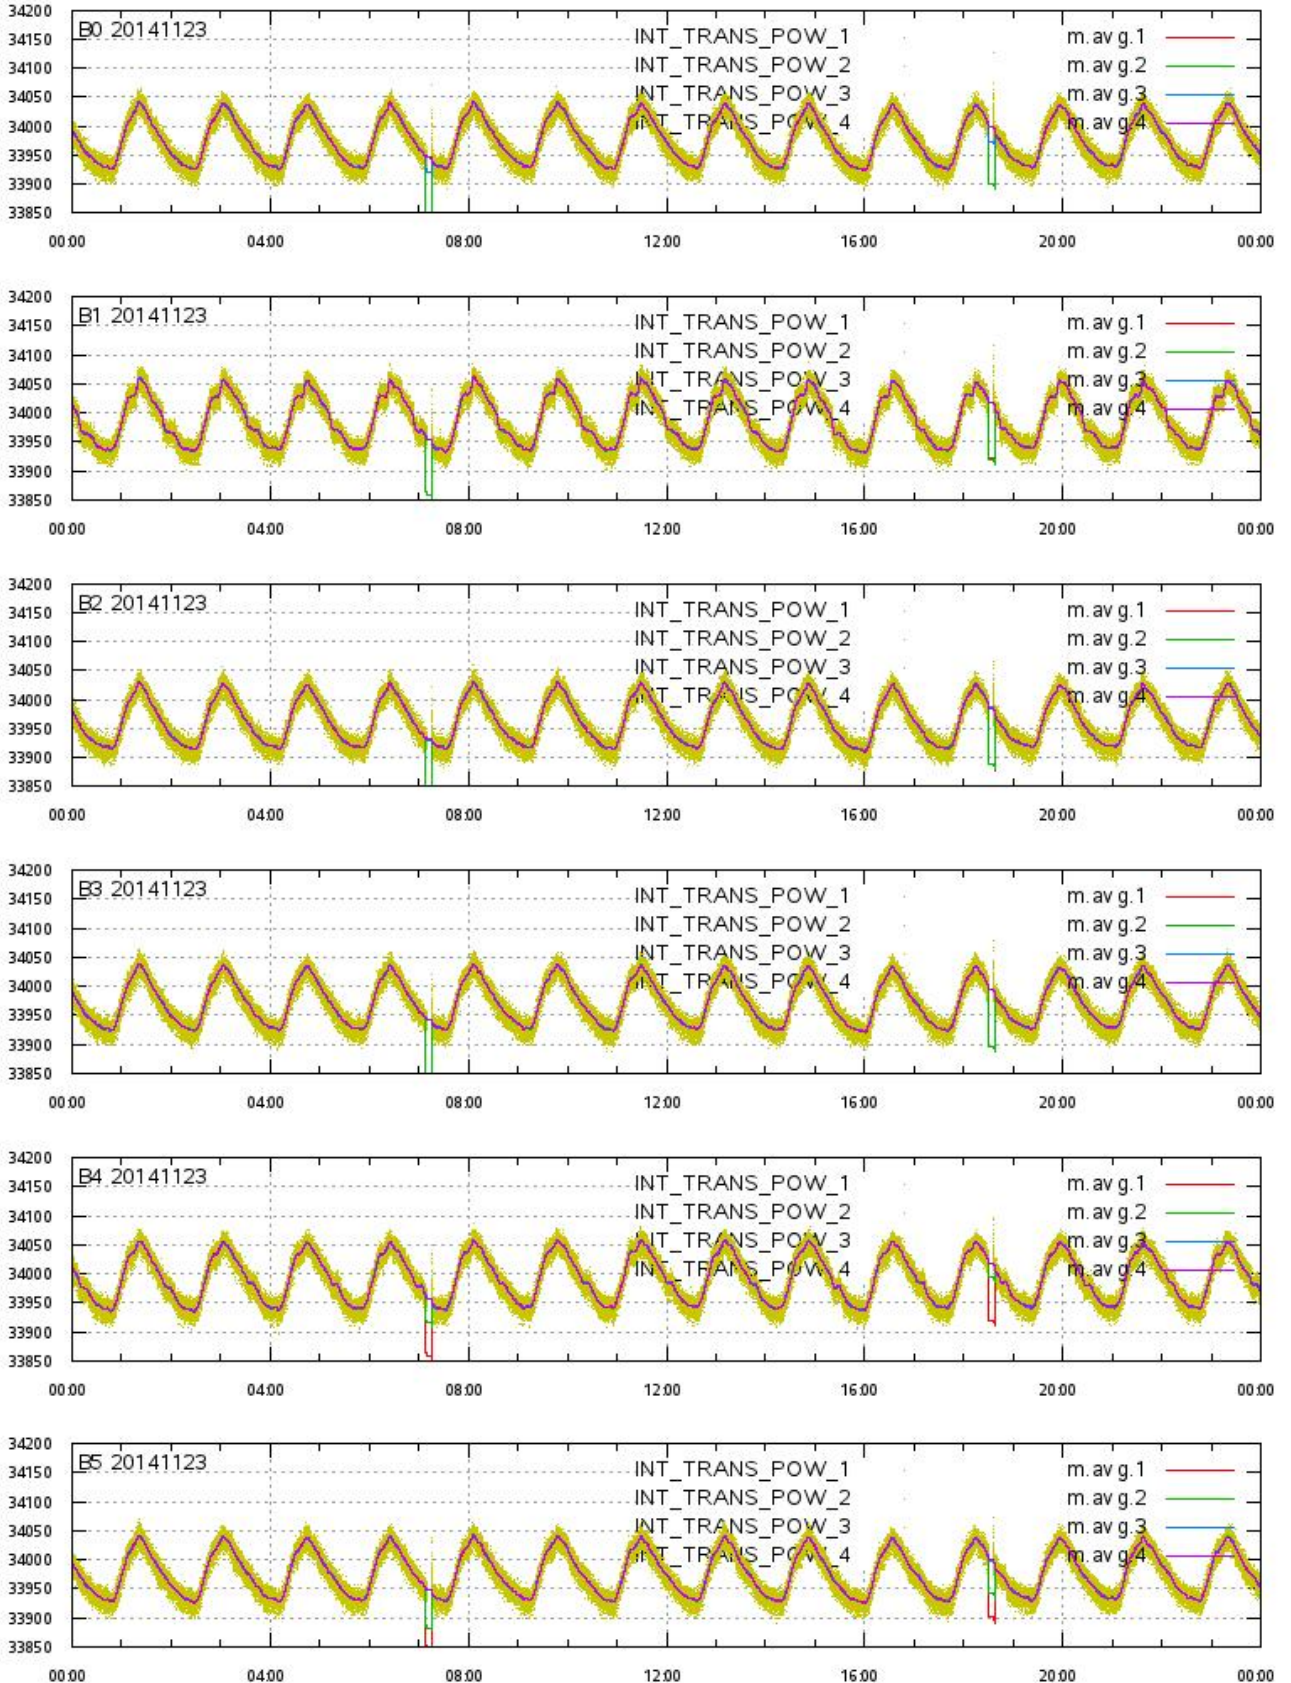 34200
B0 20141123 INT_TRANS_POW_1 m.avg.1
34150
34100 INT_TRANS_POW_2 m.avg.2
34050 INT_TRANS_POW_3 m.avg.3
34000 INT_TRANS_POW_4 m.avg.4
33950
33900
33850
00:00 04:00 08:00 12:00 16:00 20:00 00:00
34200
B1 20141123 INT_TRANS_POW_1 m.avg.1
34150
34100 INT_TRANS_POW_2 m.avg.2
34050 INT_TRANS_POW_3 m.avg.3
34000 INT_TRANS_POW_4 m.avg.4
33950
33900
33850
00:00 04:00 08:00 12:00 16:00 20:00 00:00
34200
B2 20141123 INT_TRANS_POW_1 m.avg.1
34150
34100 INT_TRANS_POW_2 m.avg.2
34050 INT_TRANS_POW_3 m.avg.3
34000 INT_TRANS_POW_4 m.avg.4
33950
33900
33850
00:00 04:00 08:00 12:00 16:00 20:00 00:00
34200
B3 20141123 INT_TRANS_POW_1 m.avg.1
34150
34100 INT_TRANS_POW_2 m.avg.2
34050 INT_TRANS_POW_3 m.avg.3
34000 INT_TRANS_POW_4 m.avg.4
33950
33900
33850
00:00 04:00 08:00 12:00 16:00 20:00 00:00
34200
B4 20141123 INT_TRANS_POW_1 m.avg.1
34150
34100 INT_TRANS_POW_2 m.avg.2
34050 INT_TRANS_POW_3 m.avg.3
34000 INT_TRANS_POW_4 m.avg.4
33950
33900
33850
00:00 04:00 08:00 12:00 16:00 20:00 00:00
34200
B5 20141123 INT_TRANS_POW_1 m.avg.1
34150
34100 INT_TRANS_POW_2 m.avg.2
34050 INT_TRANS_POW_3 m.avg.3
34000 INT_TRANS_POW_4 m.avg.4
33950
33900
33850
00:00 04:00 08:00 12:00 16:00 20:00 00:00